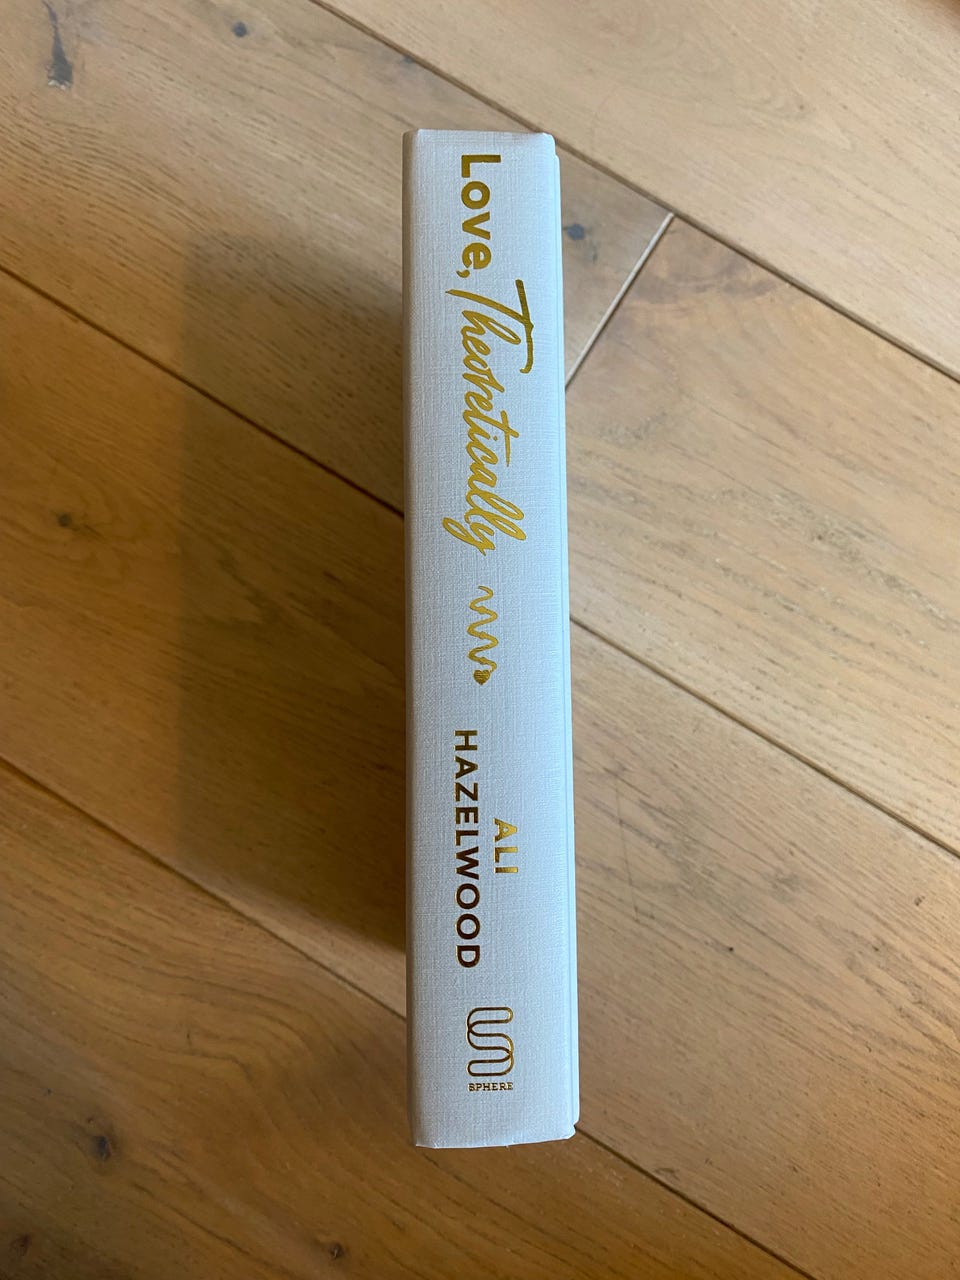 Love, Theoretically
ALI
HAZELWOOD
SPHERE